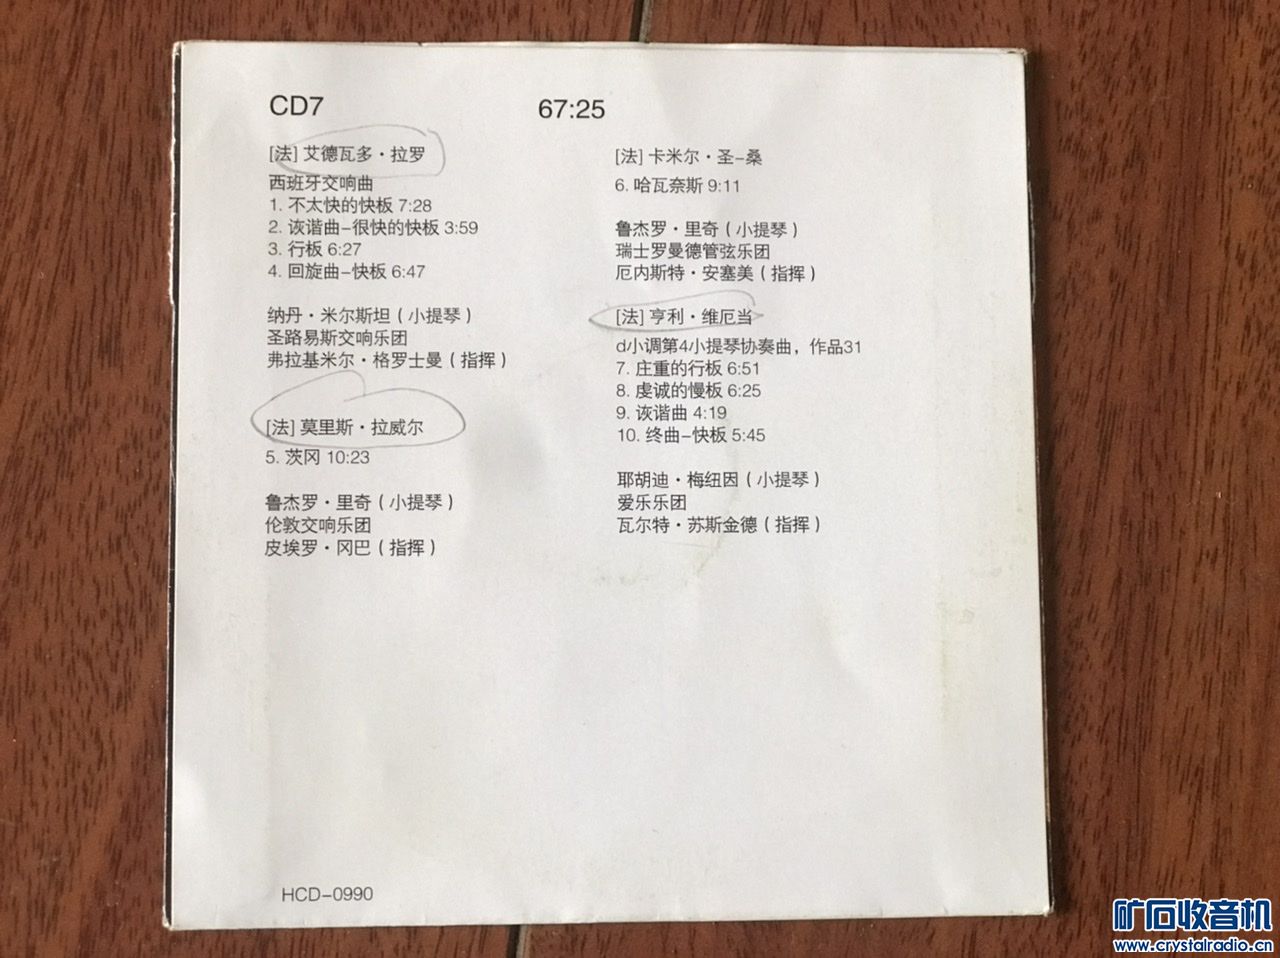 CD7
67:25
[法] 艾德瓦多·拉罗
西班牙交响曲
1. 不太快的快板 7:28
2. 诙谐曲-很快的快板 3:59
3. 行板 6:27
4. 回旋曲-快板 6:47
纳丹·米尔斯坦(小提琴)
圣路易斯交响乐团
弗拉基米尔·格罗士曼(指挥)
[法] 莫里斯·拉威尔
5. 茨冈 10:23
鲁杰罗·里奇(小提琴)
伦敦交响乐团
皮埃罗·冈巴(指挥)
[法] 卡米尔·圣-桑
6. 哈瓦奈斯 9:11
鲁杰罗·里奇(小提琴)
瑞士罗曼德管弦乐团
厄内斯特·安塞美(指挥)
[法] 亨利·维厄当
d小调第4小提琴协奏曲，作品31
7. 庄重的行板 6:51
8. 虔诚的慢板 6:25
9. 诙谐曲 4:19
10. 终曲-快板 5:45
耶胡迪·梅纽因(小提琴)
爱乐乐团
瓦尔特·苏斯金德(指挥)
HCD-0990
矿石收音机
www.crystalradio.cn